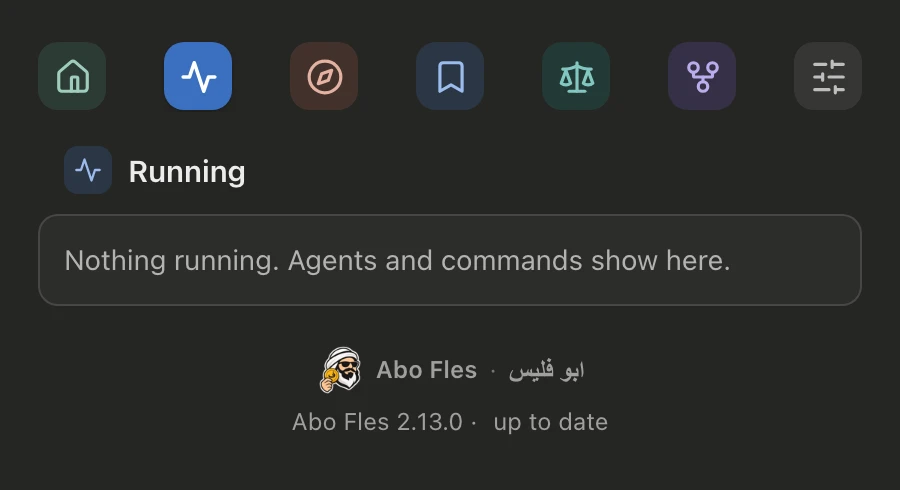 Running
Nothing running. Agents and commands show here.
Abo Fles · ابو فليس
Abo Fles 2.13.0 · up to date